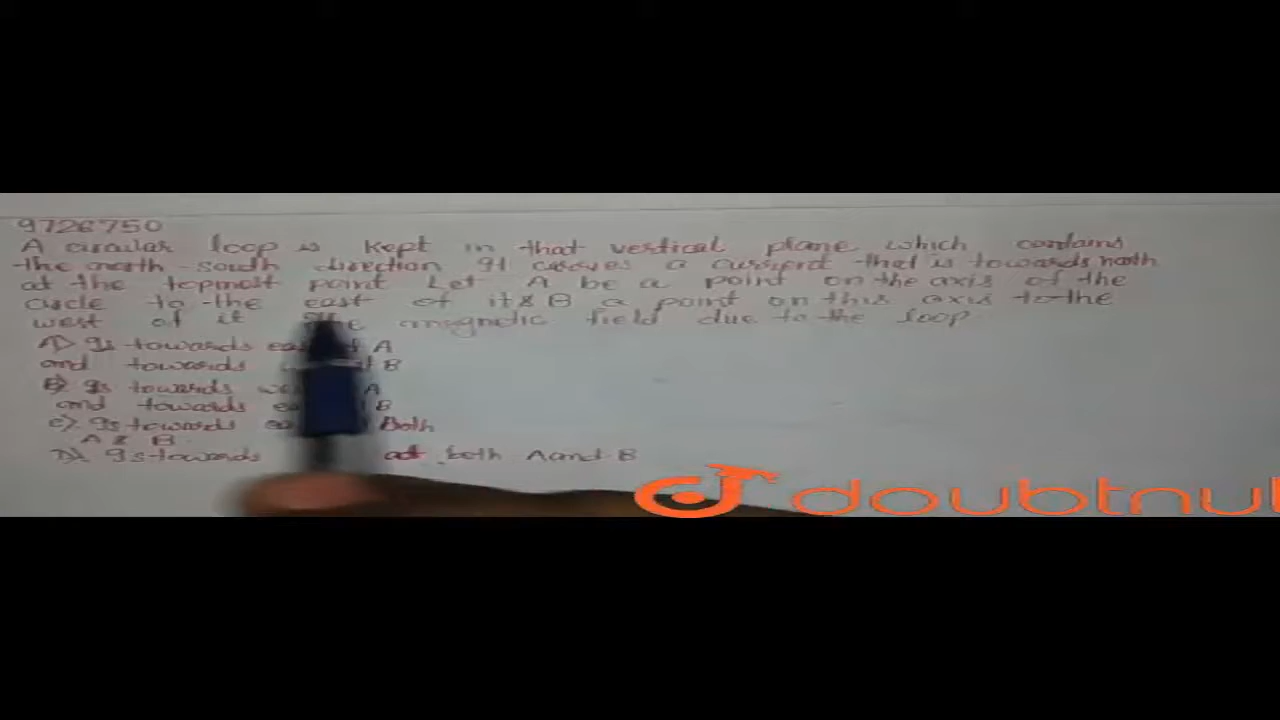 9726750
A circular loop is kept in that vertical plane which contains
the north-south direction It carries a current that is towards north
at the topmost point Let A be a point on the axis of the
circle to the east of it & B a point on this axis to the
west of it The magnetic field due to the loop
A) Is towards at A
and towards B
B) Is towards A
and towards B
C) Is towards Both
A & B
D) Is towards at both A and B
doubtnut